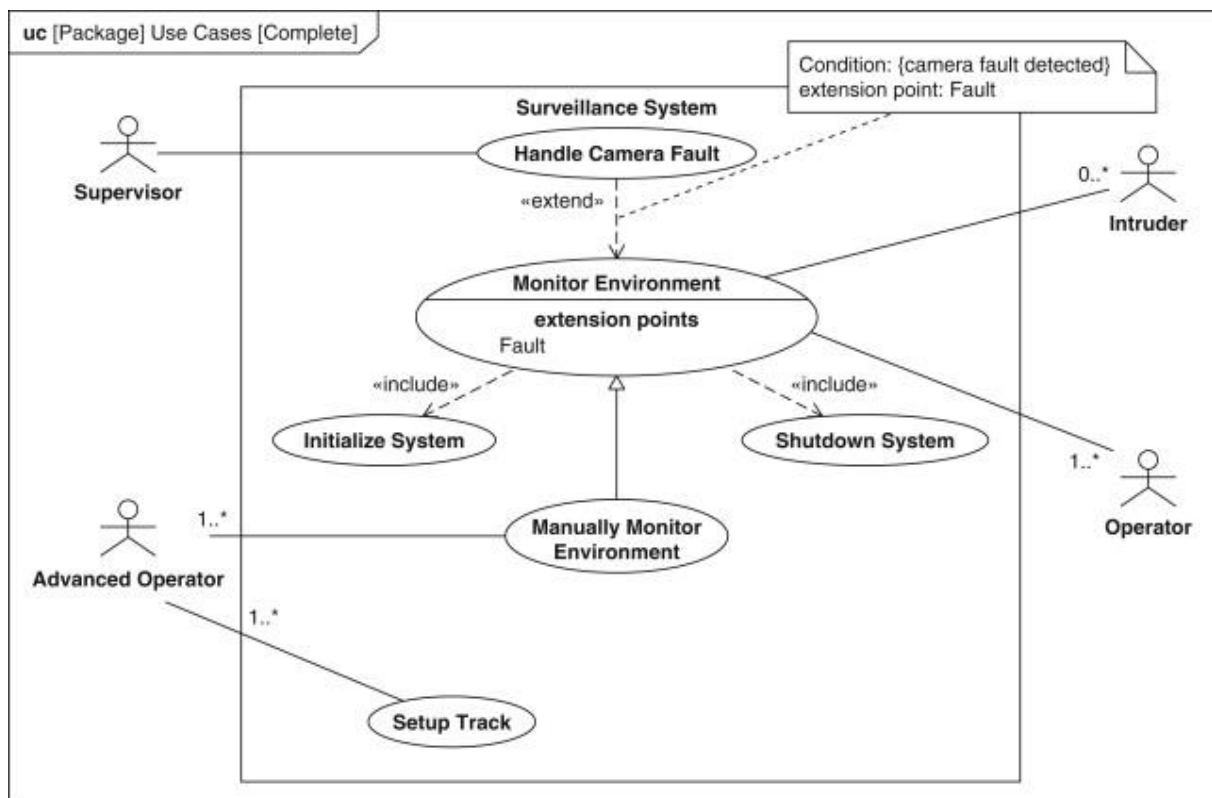 uc [Package] Use Cases [Complete]
Condition: {camera fault detected}
extension point: Fault
Surveillance System
Handle Camera Fault
Supervisor
«extend»
0..*
Intruder
Monitor Environment
extension points
Fault
«include»
«include»
Initialize System
Shutdown System
1..*
Operator
1..*
Manually Monitor
Environment
Advanced Operator
1..*
Setup Track